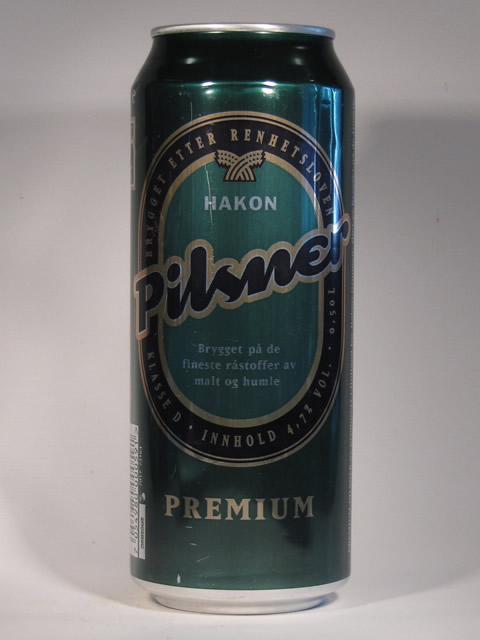 BRYGGET ETTER RENHETSLOVEN
HAKON
Pilsner
Brygget på de
fineste råstoffer av
malt og humle
KLASSE D • INNHOLD 4,7% VOL. • 0,50L
PREMIUM